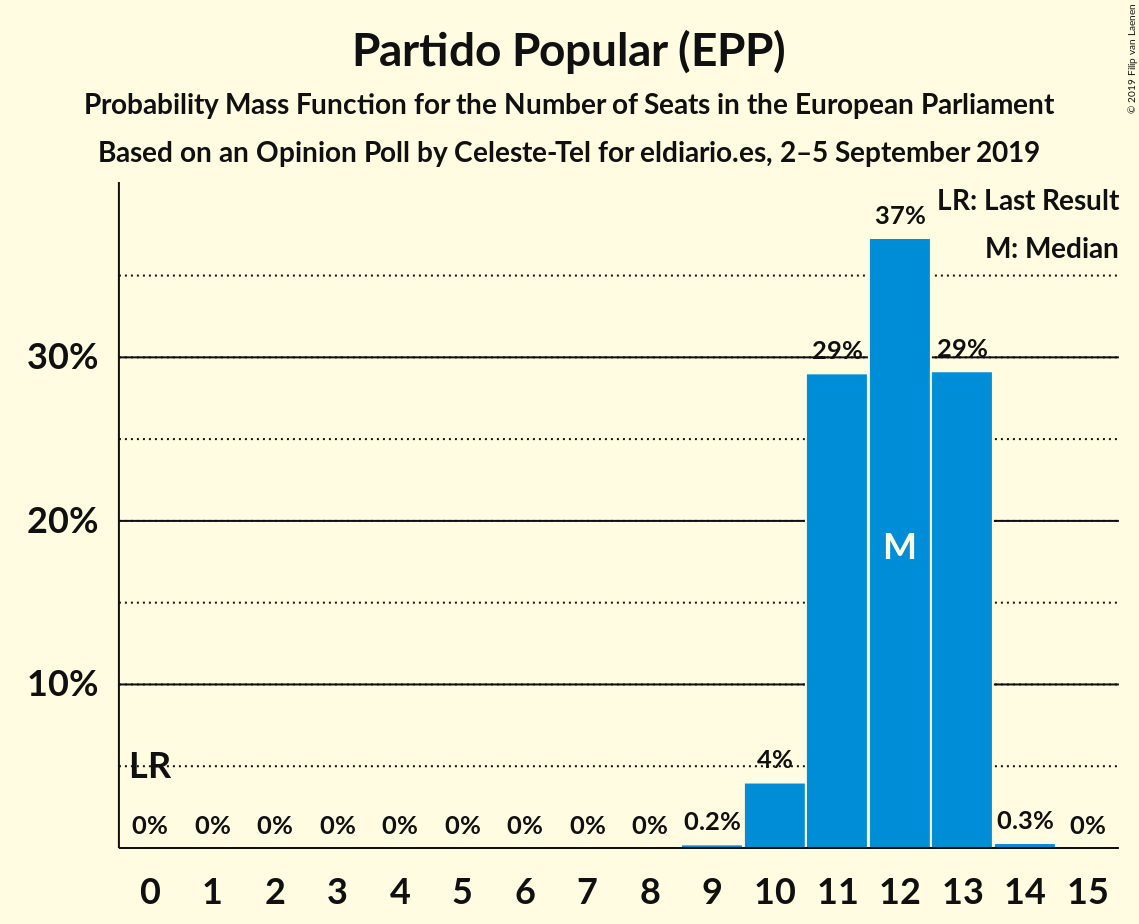 Partido Popular (EPP)
Probability Mass Function for the Number of Seats in the European Parliament
Based on an Opinion Poll by Celeste-Tel for eldiario.es, 2–5 September 2019
© 2019 Filip van Laenen
LR: Last Result
M: Median
37%
29%
29%
30%
20%
M
10%
LR
4%
0% 0% 0% 0% 0% 0% 0% 0% 0% 0.2% 0.3% 0%
0 1 2 3 4 5 6 7 8 9 10 11 12 13 14 15